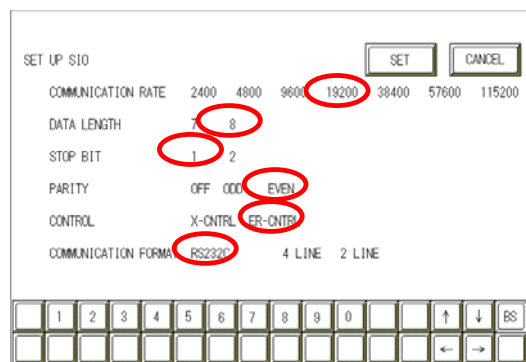 SET UP SIO SET CANCEL
COMMUNICATION RATE 2400 4800 9600 19200 38400 57600 115200
DATA LENGTH 7 8
STOP BIT 1 2
PARITY OFF ODD EVEN
CONTROL X-CNTRL ER-CNTRL
COMMUNICATION FORMAT RS232C 4 LINE 2 LINE
1 2 3 4 5 6 7 8 9 0 ↑ ↓ BS
← →